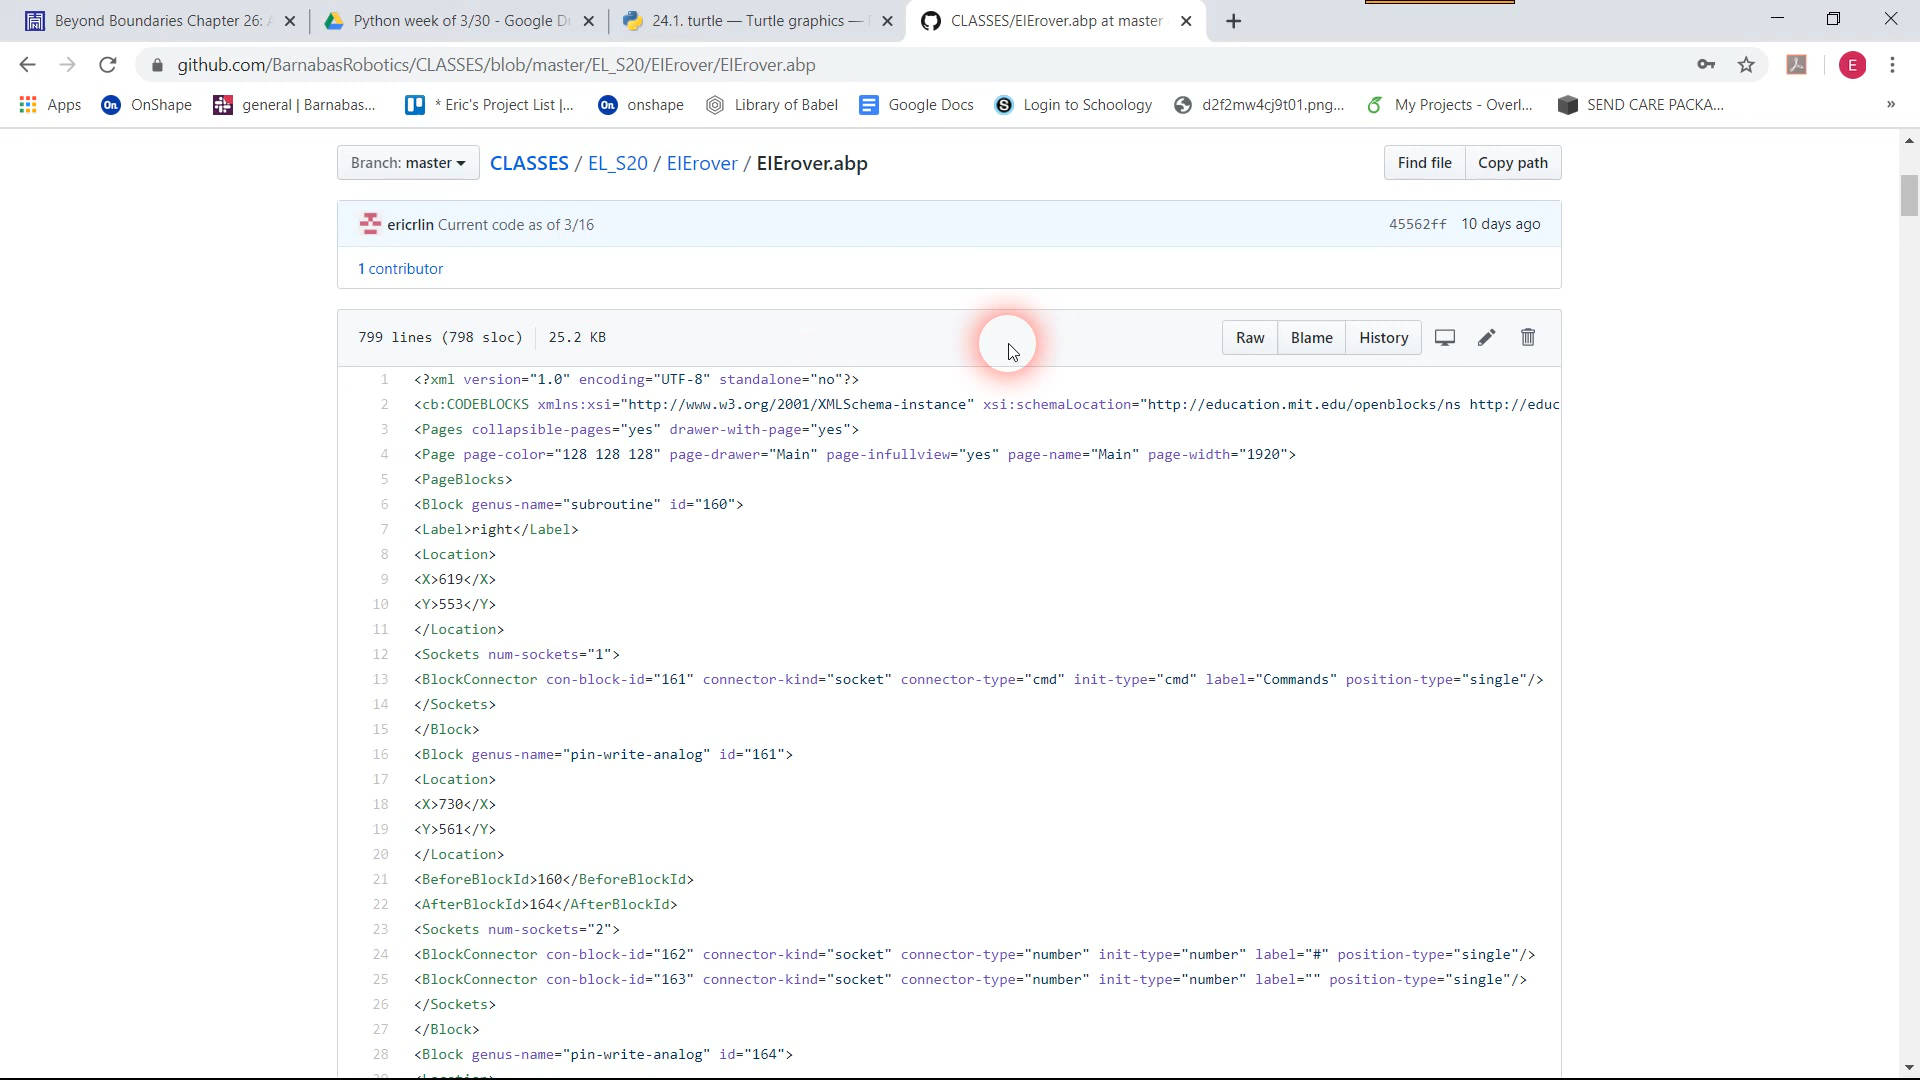 Beyond Boundaries Chapter 26:
Python week of 3/30 - Google D
24.1. turtle — Turtle graphics —
CLASSES/ElErover.abp at master
github.com/BarnabasRobotics/CLASSES/blob/master/EL_S20/ElErover/ElErover.abp
E
Apps
On OnShape
general | Barnabas...
* Eric's Project List |...
On onshape
Library of Babel
Google Docs
S Login to Schoology
d2f2mw4cj9t01.png...
My Projects - Overl...
SEND CARE PACKA...
»
Branch: master
CLASSES / EL_S20 / ElErover / ElErover.abp
Find file
Copy path
ericrlin Current code as of 3/16
45562ff 10 days ago
1 contributor
799 lines (798 sloc) 25.2 KB
Raw
Blame
History
1 <?xml version="1.0" encoding="UTF-8" standalone="no"?>
2 <cb:CODEBLOCKS xmlns:xsi="http://www.w3.org/2001/XMLSchema-instance" xsi:schemaLocation="http://education.mit.edu/openblocks/ns http://educ
3 <Pages collapsible-pages="yes" drawer-with-page="yes">
4 <Page page-color="128 128 128" page-drawer="Main" page-infullview="yes" page-name="Main" page-width="1920">
5 <PageBlocks>
6 <Block genus-name="subroutine" id="160">
7 <Label>right</Label>
8 <Location>
9 <X>619</X>
10 <Y>553</Y>
11 </Location>
12 <Sockets num-sockets="1">
13 <BlockConnector con-block-id="161" connector-kind="socket" connector-type="cmd" init-type="cmd" label="Commands" position-type="single"/>
14 </Sockets>
15 </Block>
16 <Block genus-name="pin-write-analog" id="161">
17 <Location>
18 <X>730</X>
19 <Y>561</Y>
20 </Location>
21 <BeforeBlockId>160</BeforeBlockId>
22 <AfterBlockId>164</AfterBlockId>
23 <Sockets num-sockets="2">
24 <BlockConnector con-block-id="162" connector-kind="socket" connector-type="number" init-type="number" label="#" position-type="single"/>
25 <BlockConnector con-block-id="163" connector-kind="socket" connector-type="number" init-type="number" label="" position-type="single"/>
26 </Sockets>
27 </Block>
28 <Block genus-name="pin-write-analog" id="164">